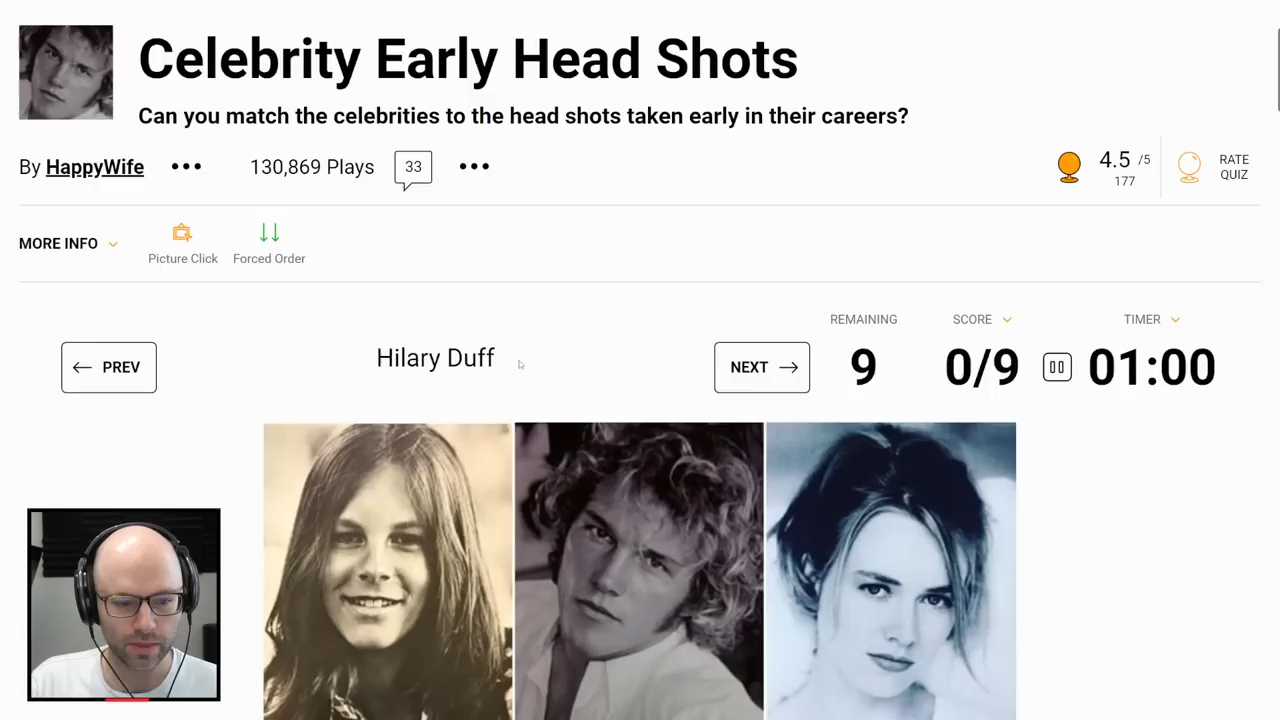 Celebrity Early Head Shots
Can you match the celebrities to the head shots taken early in their careers?
By HappyWife ••• 130,869 Plays 33 •••
4.5 /5
177
RATE
QUIZ
MORE INFO
Picture Click
Forced Order
← PREV
Hilary Duff
NEXT →
REMAINING
9
SCORE
0/9
TIMER
01:00